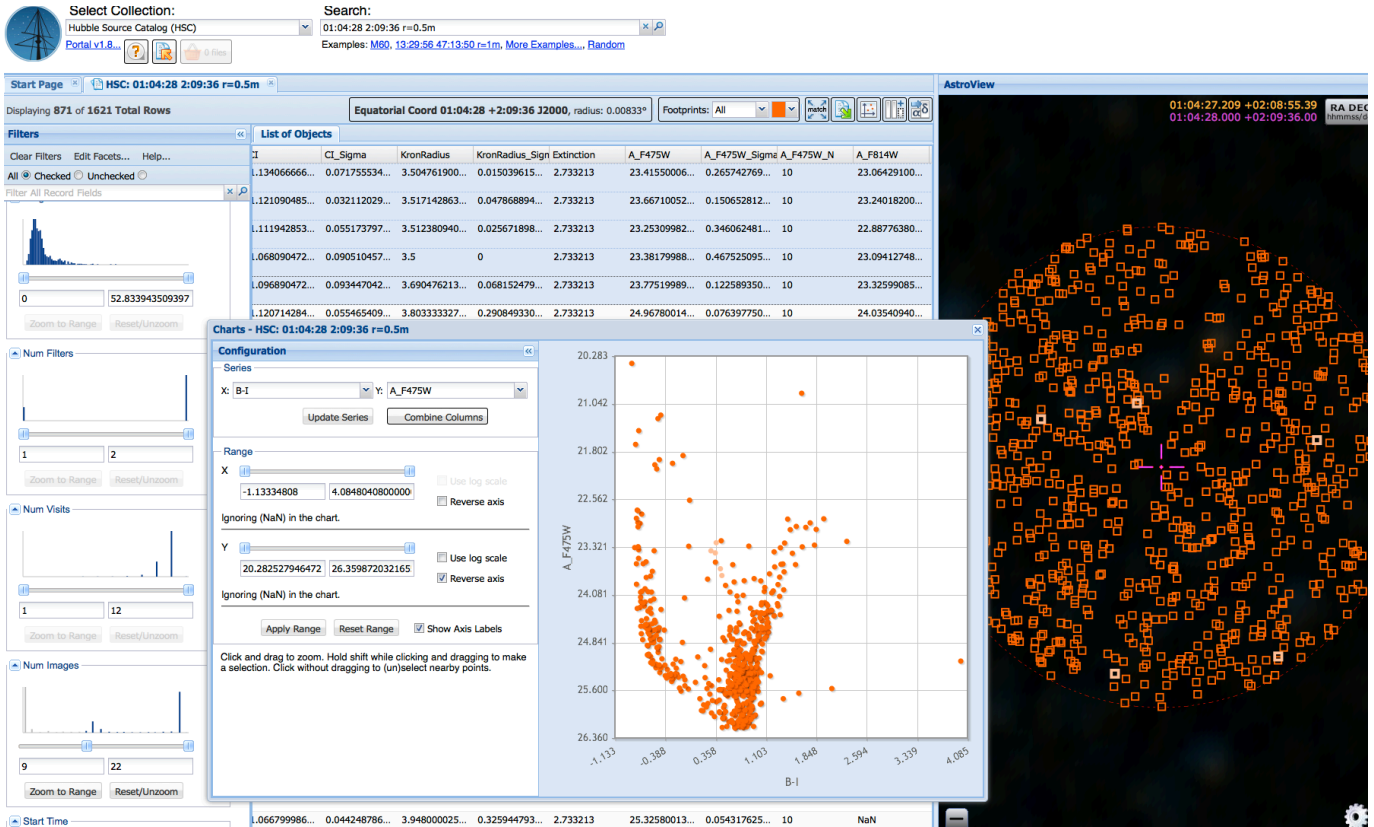 Select Collection: Search:
Hubble Source Catalog (HSC) 01:04:28 2:09:36 r=0.5m
Portal v1.8... 0 files Examples: M60, 13:29:56 47:13:50 r=1m, More Examples..., Random
Start Page HSC: 01:04:28 2:09:36 r=0.5m AstroView
Displaying 871 of 1621 Total Rows Equatorial Coord 01:04:28 +2:09:36 J2000, radius: 0.00833° Footprints: All match αδ
01:04:27.209 +02:08:55.39 RA DEC
01:04:28.000 +02:09:36.00 hhmmss/d
Filters List of Objects
Clear Filters Edit Facets... Help...
All Checked Unchecked
Filter All Record Fields
CI CI_Sigma KronRadius KronRadius_Sign Extinction A_F475W A_F475W_Sigma A_F475W_N A_F814W
1.134066666... 0.071755534... 3.504761900... 0.015039615... 2.733213 23.41550006... 0.265742769... 10 23.06429100...
1.121090485... 0.032112029... 3.517142863... 0.047868894... 2.733213 23.66710052... 0.150652812... 10 23.24018200...
1.111942853... 0.055173797... 3.512380940... 0.025671898... 2.733213 23.25309982... 0.346062481... 10 22.88776380...
1.068090472... 0.090510457... 3.5 0 2.733213 23.38179988... 0.467525095... 10 23.09412748...
1.096890472... 0.093447042... 3.690476213... 0.068152479... 2.733213 23.77519989... 0.122589350... 10 23.32599085...
1.120714284... 0.055465409... 3.803333327... 0.290849330... 2.733213 24.96780014... 0.076397750... 10 24.03540940...
0 52.833943509397
Zoom to Range Reset/Unzoom
Num Filters
1 2
Zoom to Range Reset/Unzoom
Num Visits
1 12
Zoom to Range Reset/Unzoom
Num Images
9 22
Zoom to Range Reset/Unzoom
Start Time
Charts - HSC: 01:04:28 2:09:36 r=0.5m
Configuration
Series
X: B-I Y: A_F475W
Update Series Combine Columns
Range
X
-1.13334808 4.0848040800000
Use log scale
Reverse axis
Ignoring (NaN) in the chart.
Y
20.282527946472 26.359872032165
Use log scale
Reverse axis
Ignoring (NaN) in the chart.
Apply Range Reset Range Show Axis Labels
Click and drag to zoom. Hold shift while clicking and dragging to make
a selection. Click without dragging to (un)select nearby points.
20.283
21.042
21.802
22.562
23.321
24.081
24.841
25.600
26.360
A_F475W
-1.133 -0.388 0.358 1.103 1.848 2.594 3.339 4.085
B-I
1.066799986... 0.044248786... 3.948000025... 0.325944793... 2.733213 25.32580013... 0.054317625... 10 NaN